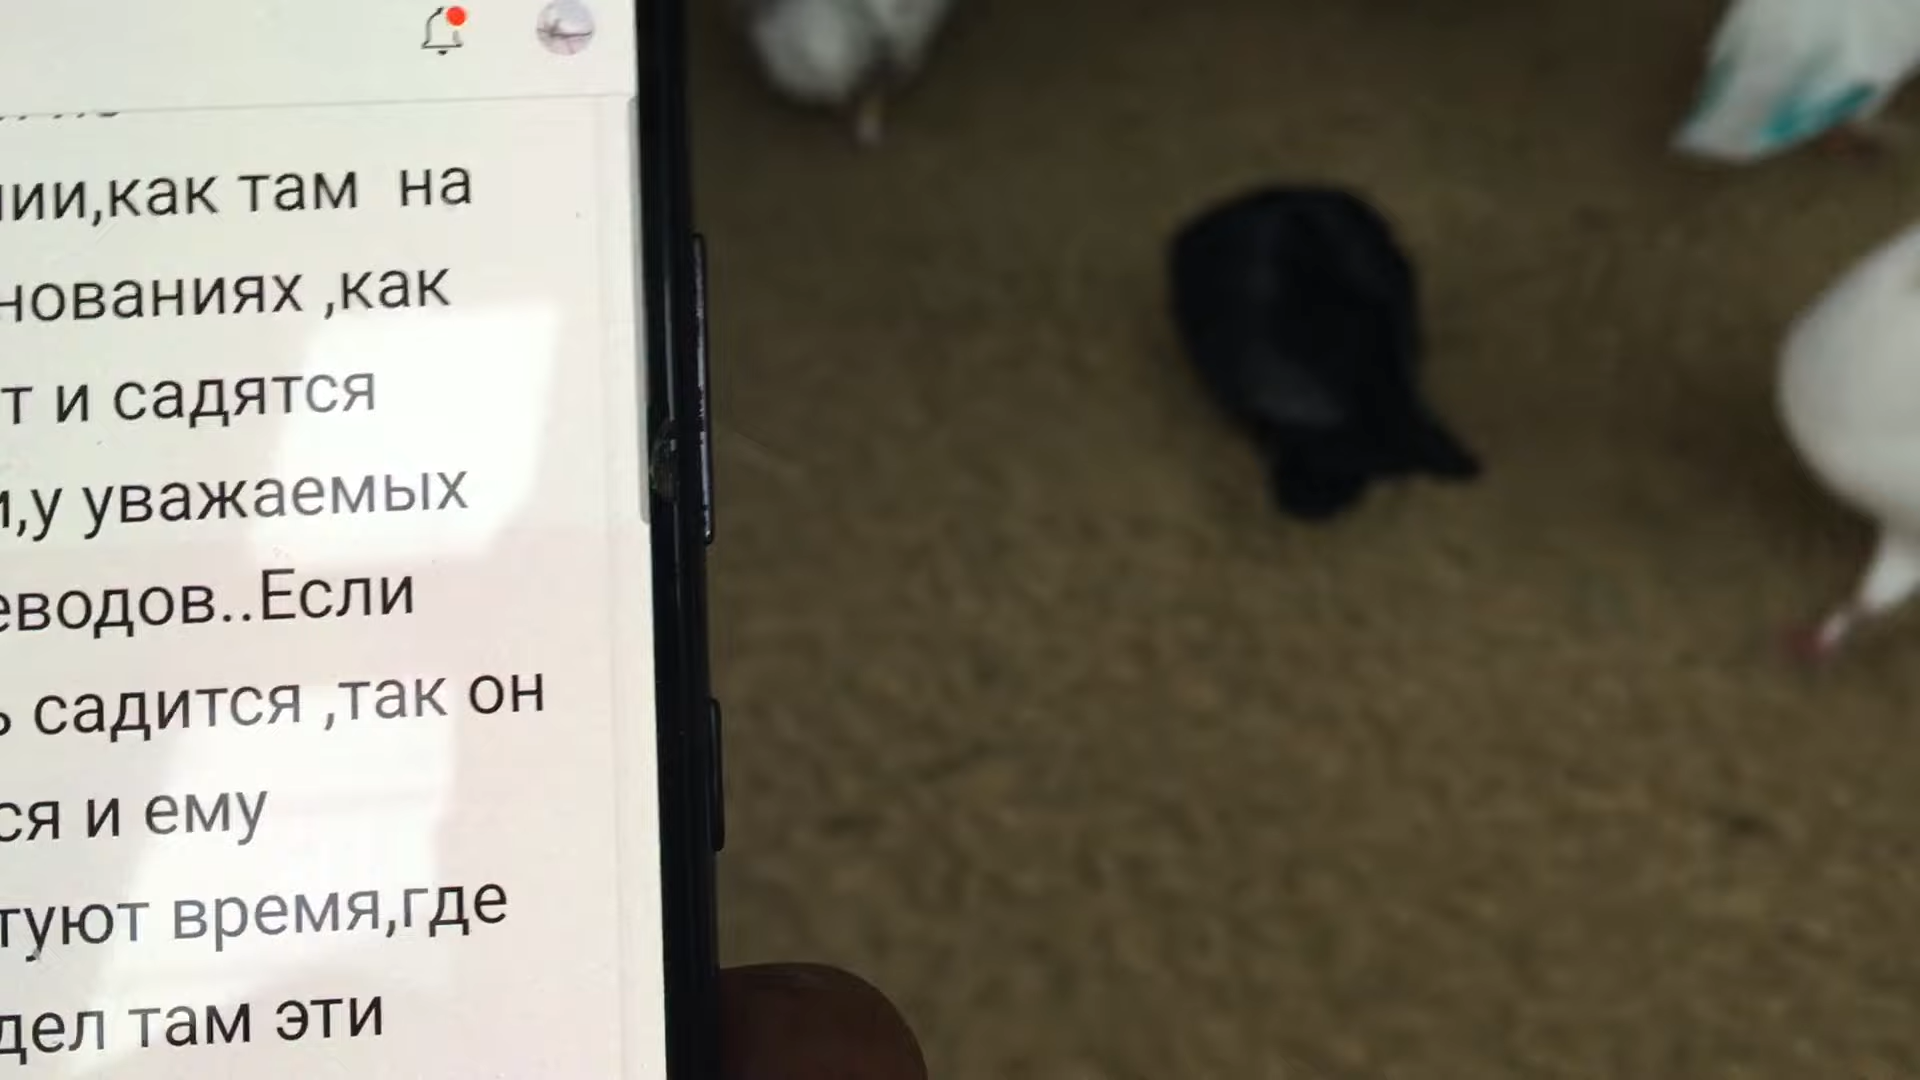 ии,как там на
нованиях ,как
т и садятся
и,у уважаемых
еводов..Если
ь садится ,так он
ся и ему
туют время,где
дел там эти